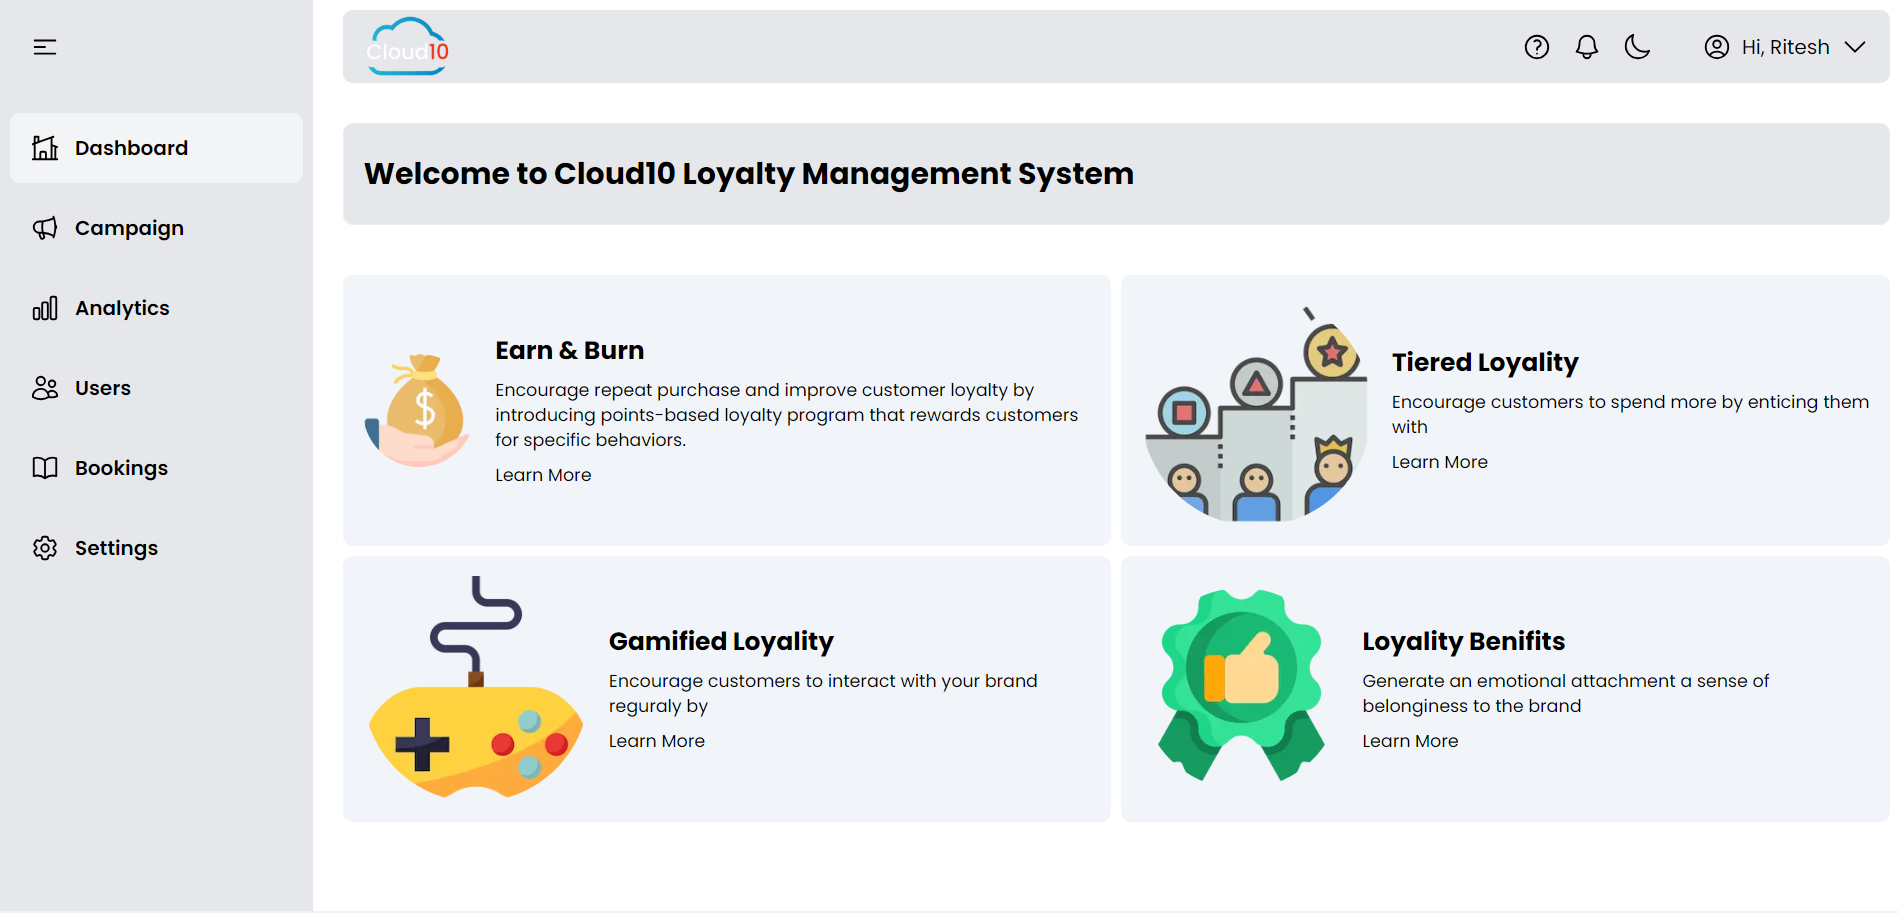 Cloud10
Hi, Ritesh
Dashboard
Campaign
Analytics
Users
Bookings
Settings
Welcome to Cloud10 Loyalty Management System
Earn & Burn
Encourage repeat purchase and improve customer loyalty by
introducing points-based loyalty program that rewards customers
for specific behaviors.
Learn More
Tiered Loyality
Encourage customers to spend more by enticing them
with
Learn More
Gamified Loyality
Encourage customers to interact with your brand
reguraly by
Learn More
Loyality Benifits
Generate an emotional attachment a sense of
belonginess to the brand
Learn More